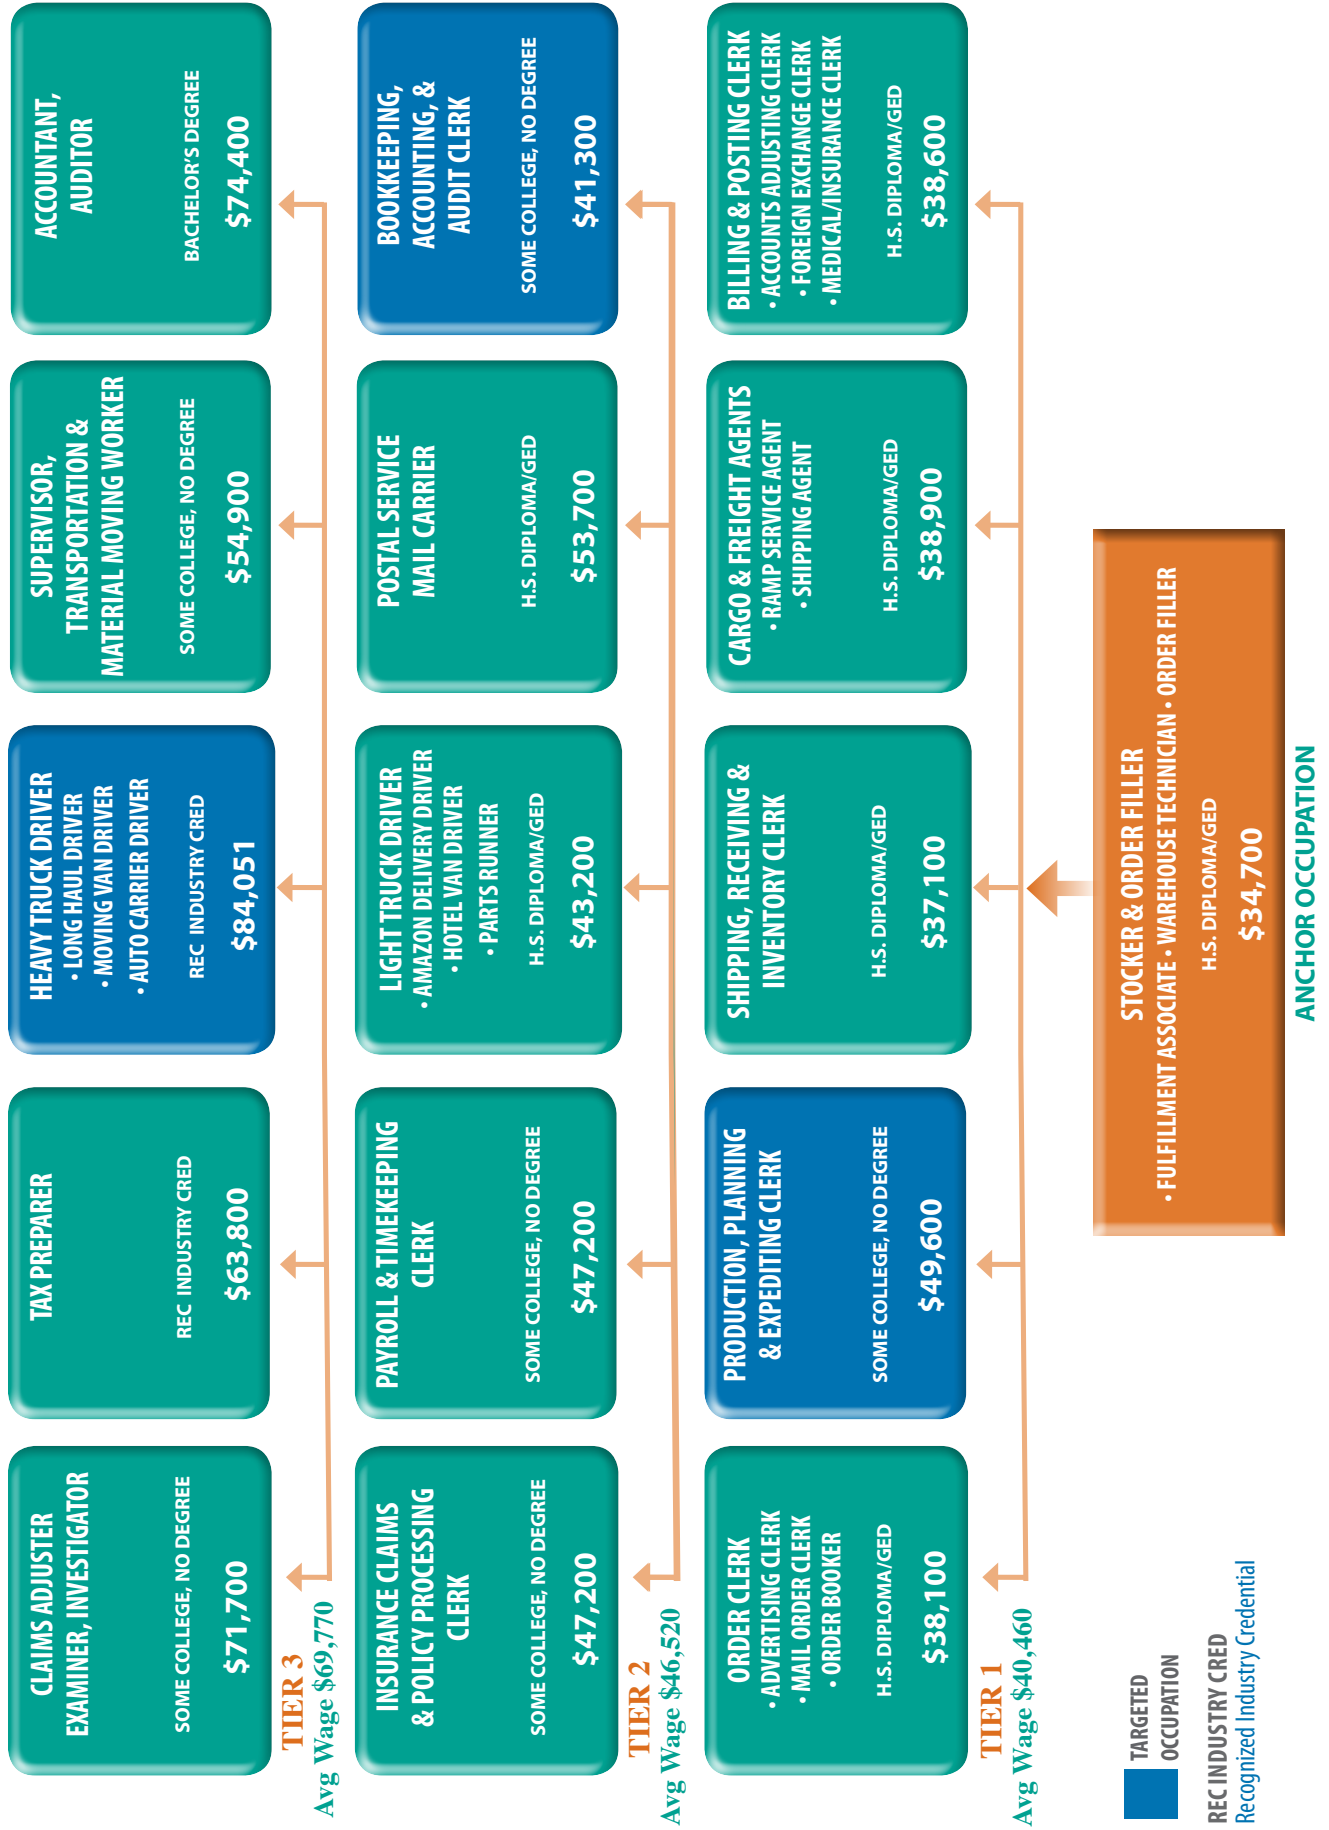 CLAIMS ADJUSTER
EXAMINER, INVESTIGATOR
SOME COLLEGE, NO DEGREE
$71,700
TAX PREPARER
REC INDUSTRY CRED
$63,800
HEAVY TRUCK DRIVER
• LONG HAUL DRIVER
• MOVING VAN DRIVER
• AUTO CARRIER DRIVER
REC INDUSTRY CRED
$84,051
SUPERVISOR,
TRANSPORTATION &
MATERIAL MOVING WORKER
SOME COLLEGE, NO DEGREE
$54,900
ACCOUNTANT,
AUDITOR
BACHELOR'S DEGREE
$74,400
TIER 3
Avg Wage $69,770
INSURANCE CLAIMS
& POLICY PROCESSING
CLERK
SOME COLLEGE, NO DEGREE
$47,200
PAYROLL & TIMEKEEPING
CLERK
SOME COLLEGE, NO DEGREE
$47,200
LIGHT TRUCK DRIVER
• AMAZON DELIVERY DRIVER
• HOTEL VAN DRIVER
• PARTS RUNNER
H.S. DIPLOMA/GED
$43,200
POSTAL SERVICE
MAIL CARRIER
H.S. DIPLOMA/GED
$53,700
BOOKKEEPING,
ACCOUNTING, &
AUDIT CLERK
SOME COLLEGE, NO DEGREE
$41,300
TIER 2
Avg Wage $46,520
ORDER CLERK
• ADVERTISING CLERK
• MAIL ORDER CLERK
• ORDER BOOKER
H.S. DIPLOMA/GED
$38,100
PRODUCTION, PLANNING
& EXPEDITING CLERK
SOME COLLEGE, NO DEGREE
$49,600
SHIPPING, RECEIVING &
INVENTORY CLERK
H.S. DIPLOMA/GED
$37,100
CARGO & FREIGHT AGENTS
• RAMP SERVICE AGENT
• SHIPPING AGENT
H.S. DIPLOMA/GED
$38,900
BILLING & POSTING CLERK
• ACCOUNTS ADJUSTING CLERK
• FOREIGN EXCHANGE CLERK
• MEDICAL/INSURANCE CLERK
H.S. DIPLOMA/GED
$38,600
TIER 1
Avg Wage $40,460
STOCKER & ORDER FILLER
• FULFILLMENT ASSOCIATE • WAREHOUSE TECHNICIAN • ORDER FILLER
H.S. DIPLOMA/GED
$34,700
ANCHOR OCCUPATION
TARGETED
OCCUPATION
REC INDUSTRY CRED
Recognized Industry Credential